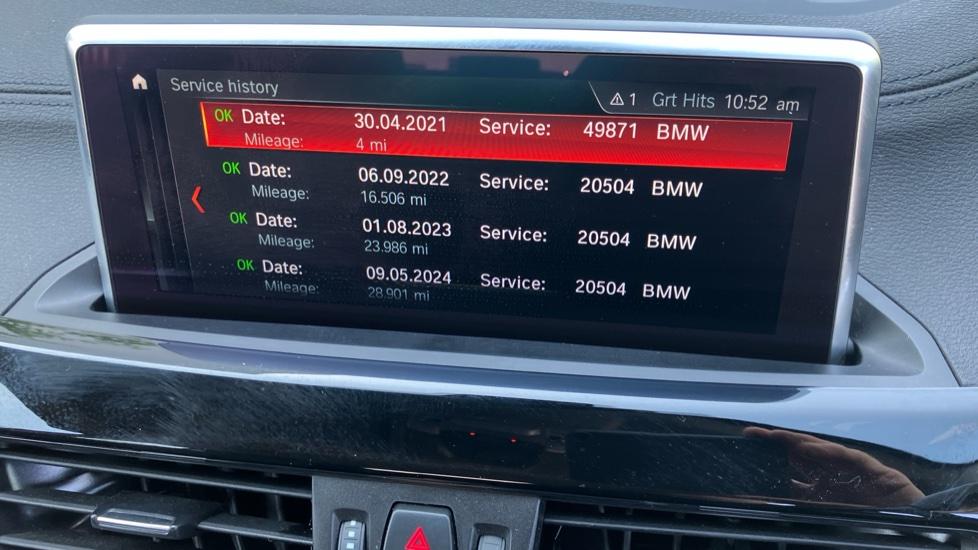 Service history
1 Grt Hits 10:52 am
OK Date: 30.04.2021 Service: 49871 BMW
Mileage: 4 mi
OK Date: 06.09.2022 Service: 20504 BMW
Mileage: 16.506 mi
OK Date: 01.08.2023 Service: 20504 BMW
Mileage: 23.986 mi
OK Date: 09.05.2024 Service: 20504 BMW
Mileage: 28.901 mi